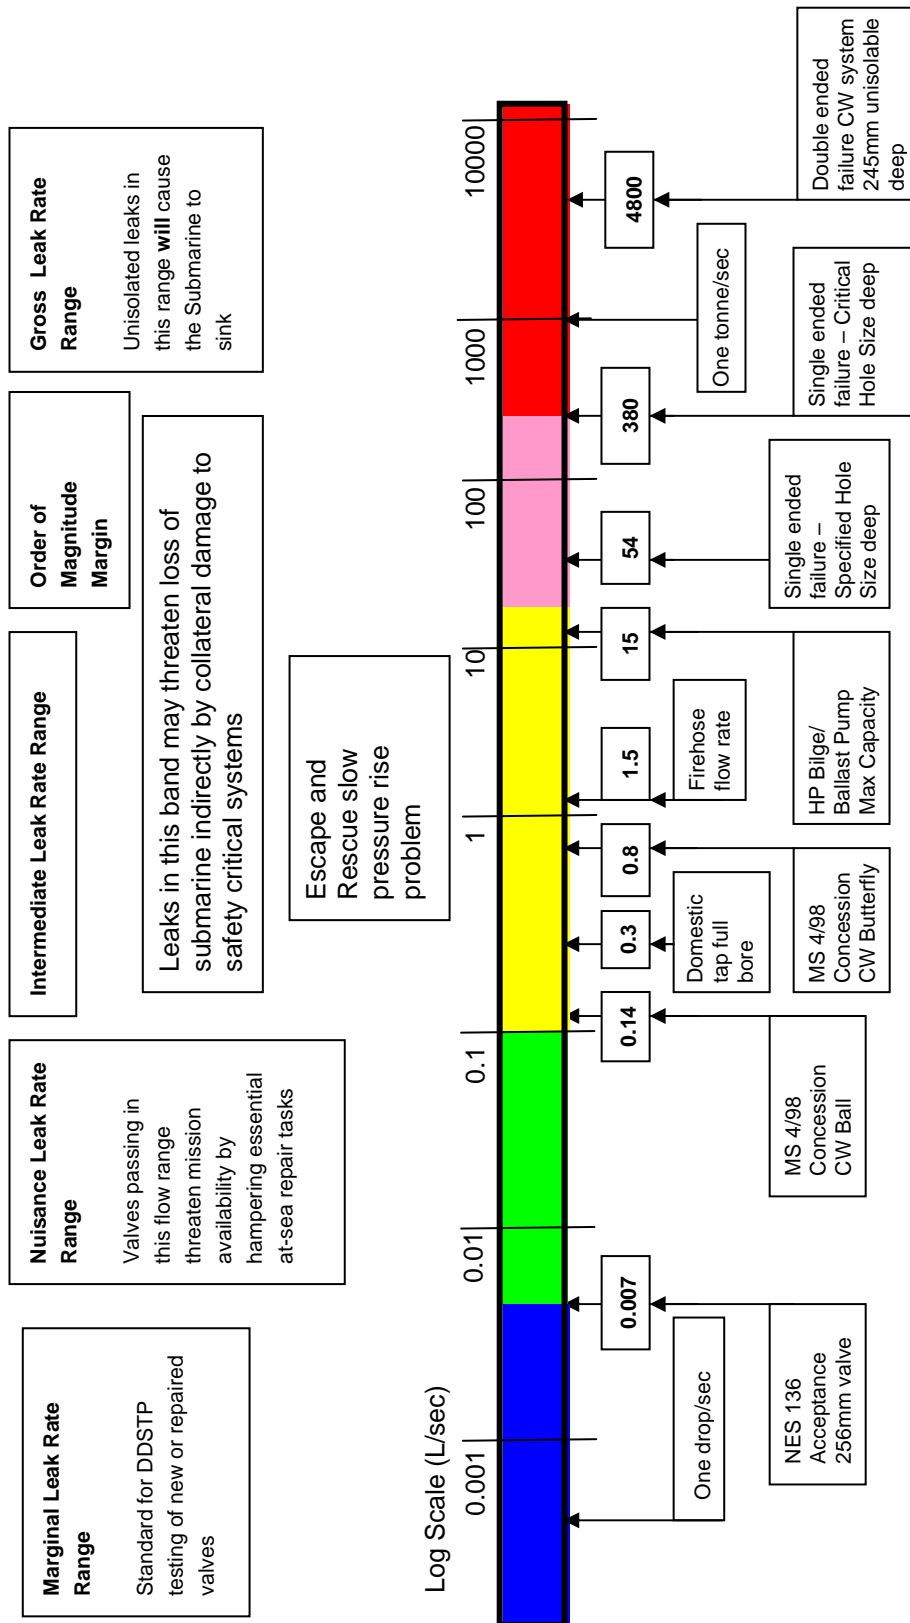 Marginal Leak Rate
Range
Standard for DDSTP
testing of new or repaired
valves
Nuisance Leak Rate
Range
Valves passing in
this flow range
threaten mission
availability by
hampering essential
at-sea repair tasks
Intermediate Leak Rate Range
Order of
Magnitude
Margin
Gross Leak Rate
Range
Unisolated leaks in
this range will cause
the Submarine to
sink
Leaks in this band may threaten loss of
submarine indirectly by collateral damage to
safety critical systems
Escape and
Rescue slow
pressure rise
problem
Log Scale (L/sec)
0.001
0.01
0.1
1
10
100
1000
10000
0.007
0.14
0.3
0.8
1.5
15
54
380
4800
One drop/sec
NES 136
Acceptance
256mm valve
MS 4/98
Concession
CW Ball
Domestic
tap full
bore
MS 4/98
Concession
CW Butterfly
Firehose
flow rate
HP Bilge/
Ballast Pump
Max Capacity
Single ended
failure –
Specified Hole
Size deep
Single ended
failure – Critical
Hole Size deep
One tonne/sec
Double ended
failure CW system
245mm unisolable
deep